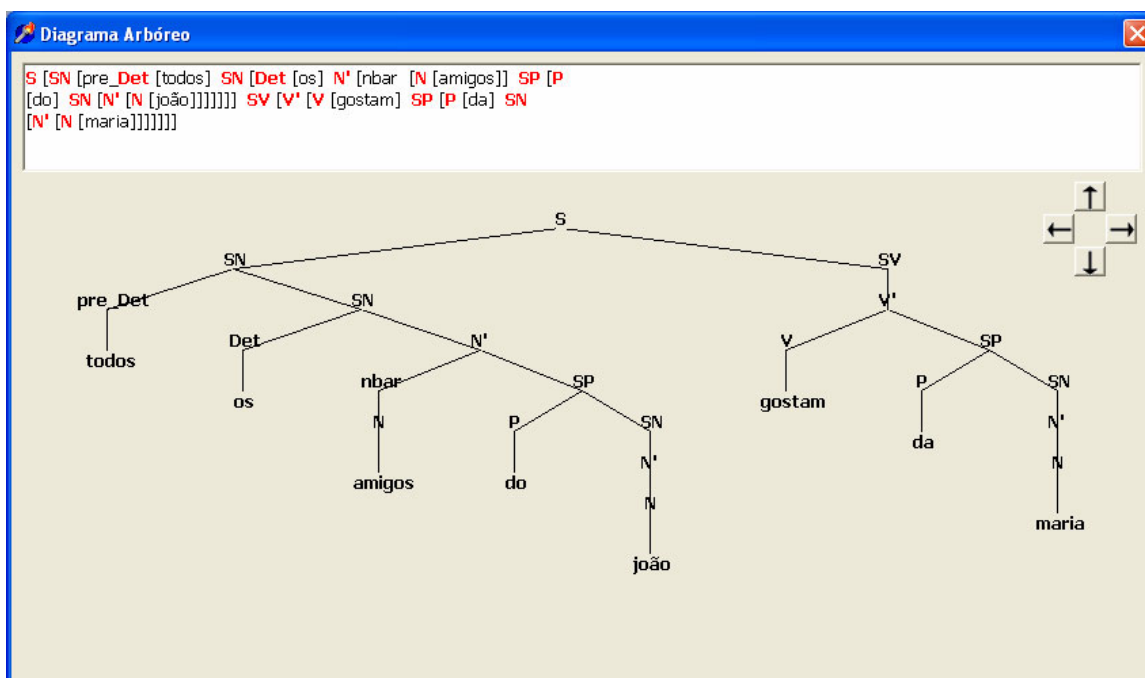 Diagrama Arbóreo
S [SN [pre_Det [todos] SN [Det [os] N' [nbar [N [amigos]] SP [P
[do] SN [N' [N [joão]]]]]]] SV [V' [V [gostam] SP [P [da] SN
[N' [N [maria]]]]]]]
S
SN SV
pre_Det SN V'
todos Det N' V SP
os nbar SP gostam P SN
N P SN da N'
amigos do N' N
N maria
joão